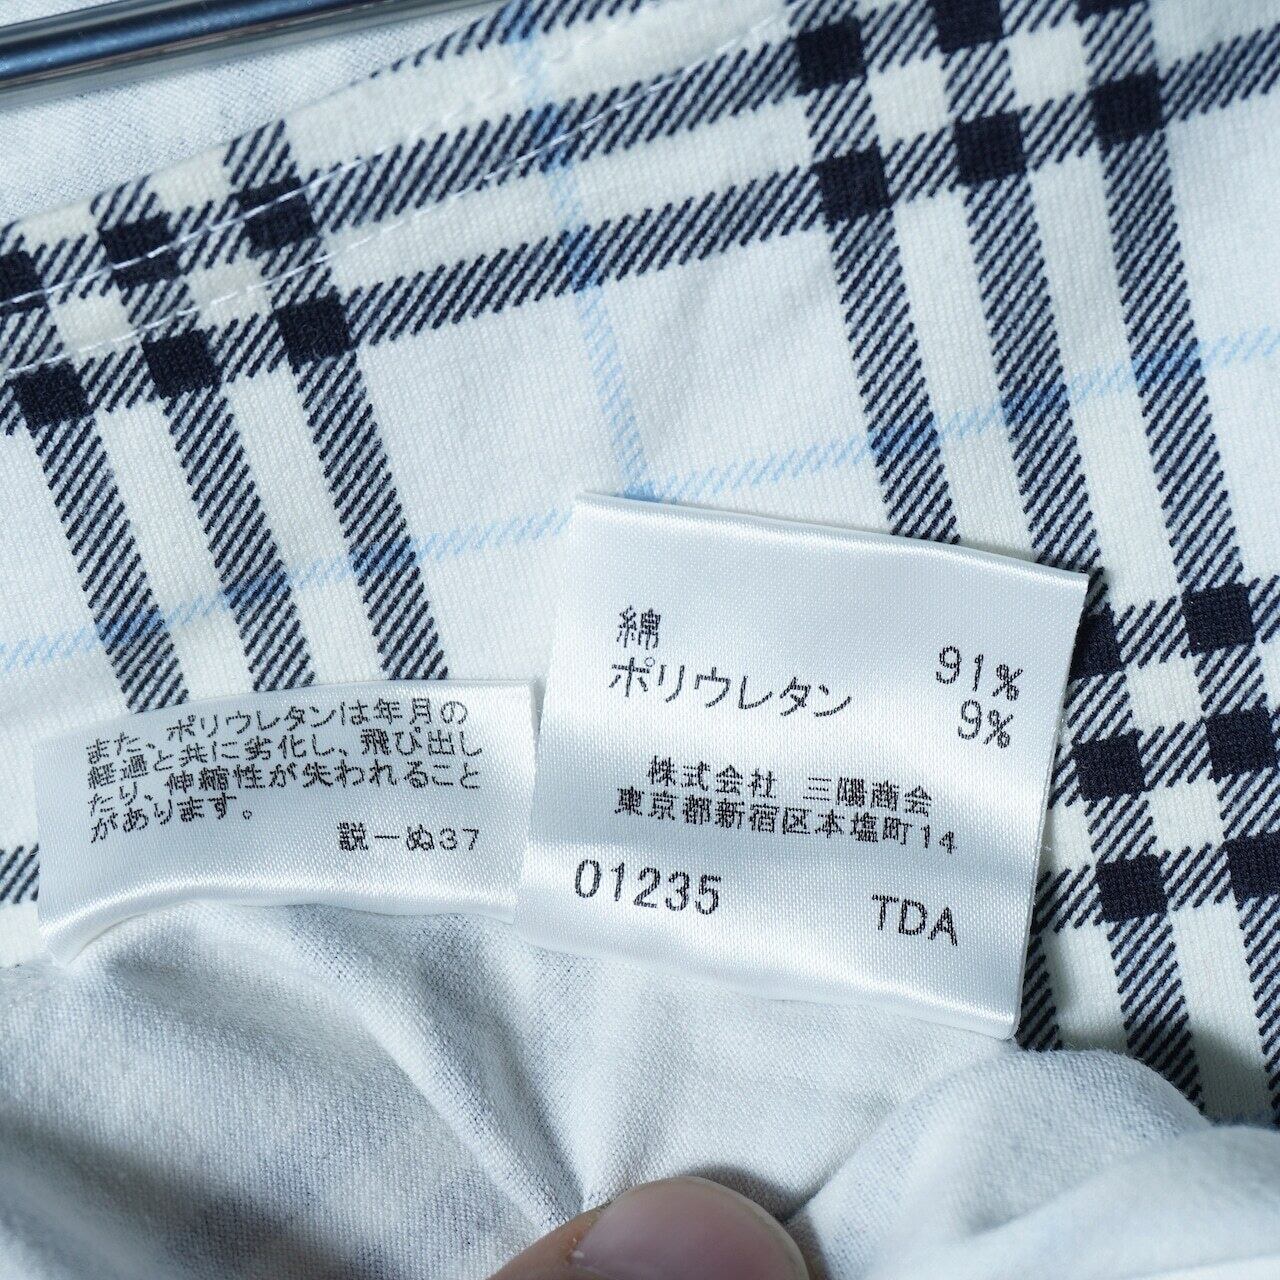 また、ポリウレタンは年月の
経過と共に劣化し、飛び出し
たり、伸縮性が失われること
があります。
説ーぬ37
綿 91%
ポリウレタン 9%
株式会社 三陽商会
東京都新宿区本塩町14
01235 TDA